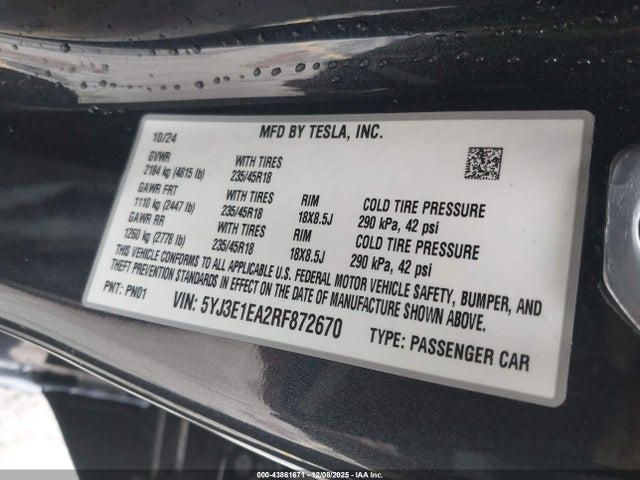 MFD BY TESLA, INC.
10/24
GVWR
2184 kg (4815 lb) WITH TIRES 235/45R18
GAWR FRT WITH TIRES RIM COLD TIRE PRESSURE
1110 kg (2447 lb) 235/45R18 18X8.5J 290 kPa, 42 psi
GAWR RR WITH TIRES RIM COLD TIRE PRESSURE
1260 kg (2778 lb) 235/45R18 18X8.5J 290 kPa, 42 psi
THIS VEHICLE CONFORMS TO ALL APPLICABLE U.S. FEDERAL MOTOR VEHICLE SAFETY, BUMPER, AND
THEFT PREVENTION STANDARDS IN EFFECT ON THE DATE OF MANUFACTURE SHOWN ABOVE.
PNT: PN01 VIN: 5YJ3E1EA2RF872670 TYPE: PASSENGER CAR
000-43861671 - 12/08/2025 - IAAI.COM